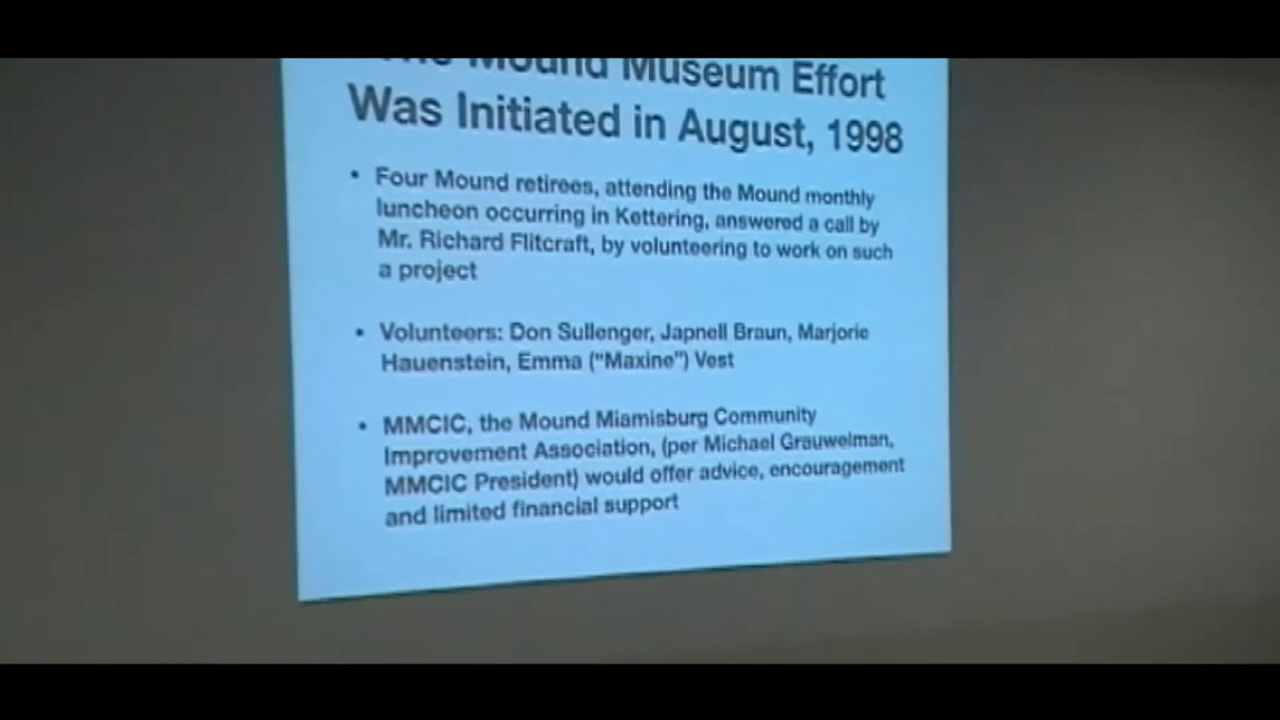 The Mound Museum Effort
Was Initiated in August, 1998
• Four Mound retirees, attending the Mound monthly
luncheon occurring in Kettering, answered a call by
Mr. Richard Flitcraft, by volunteering to work on such
a project
• Volunteers: Don Sullenger, Japnell Braun, Marjorie
Hauenstein, Emma ("Maxine") Vest
• MMCIC, the Mound Miamisburg Community
Improvement Association, (per Michael Grauwelman,
MMCIC President) would offer advice, encouragement
and limited financial support